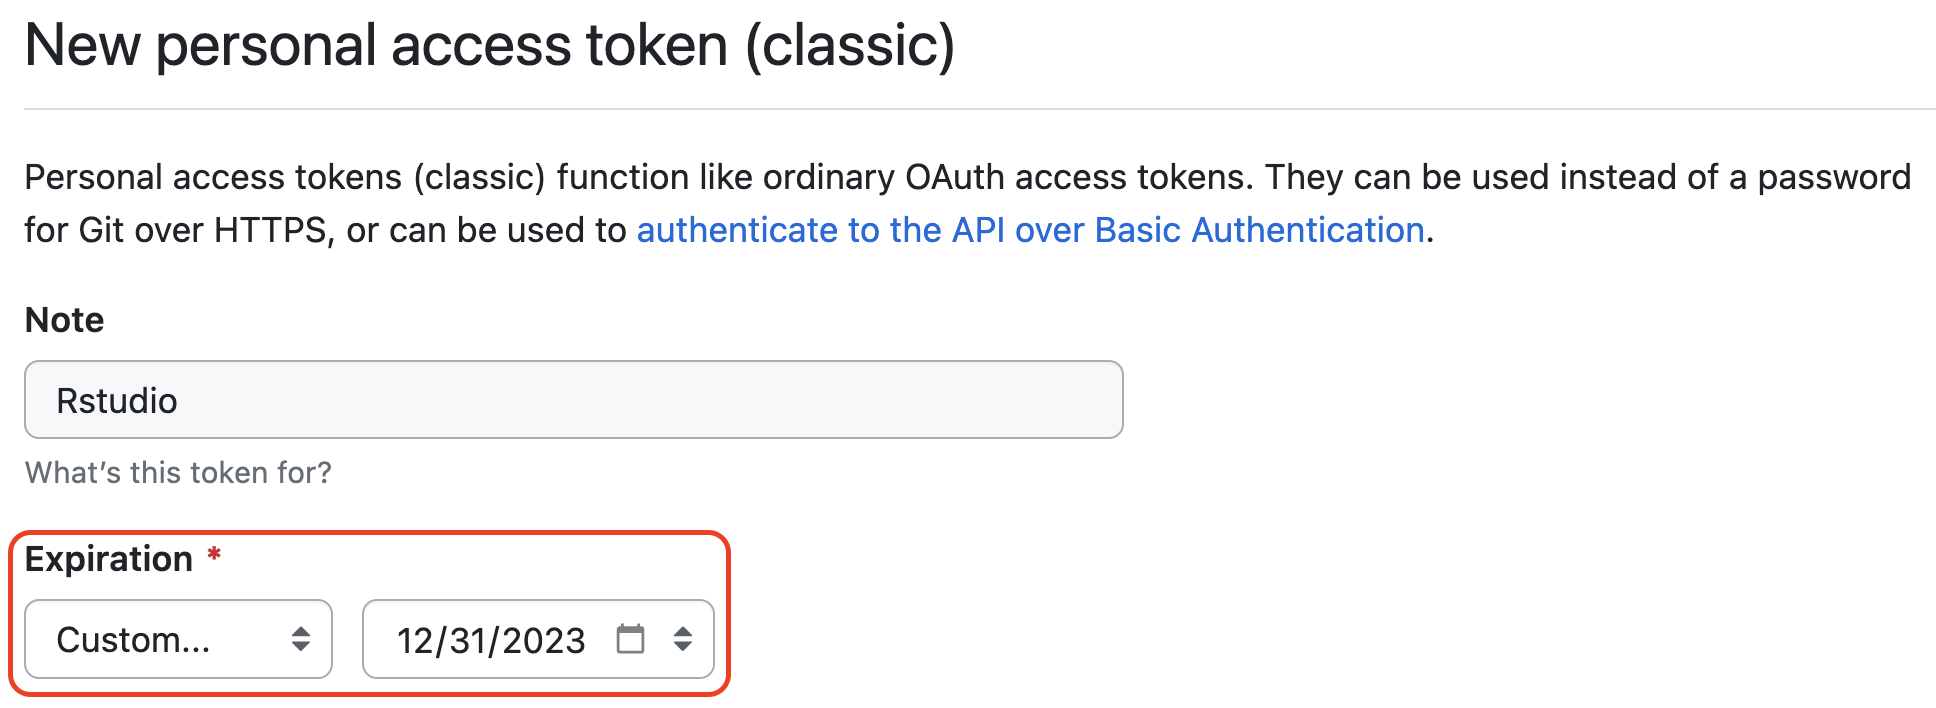 New personal access token (classic)
Personal access tokens (classic) function like ordinary OAuth access tokens. They can be used instead of a password
for Git over HTTPS, or can be used to authenticate to the API over Basic Authentication.
Note
Rstudio
What's this token for?
Expiration *
Custom... 12/31/2023